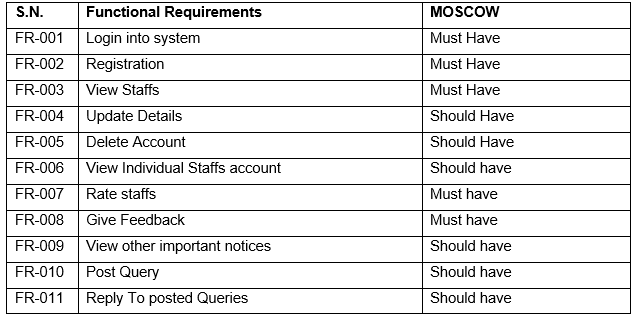 S.N. Functional Requirements MOSCOW
FR-001 Login into system Must Have
FR-002 Registration Must Have
FR-003 View Staffs Must Have
FR-004 Update Details Should Have
FR-005 Delete Account Should Have
FR-006 View Individual Staffs account Should have
FR-007 Rate staffs Must have
FR-008 Give Feedback Must have
FR-009 View other important notices Should have
FR-010 Post Query Should have
FR-011 Reply To posted Queries Should have